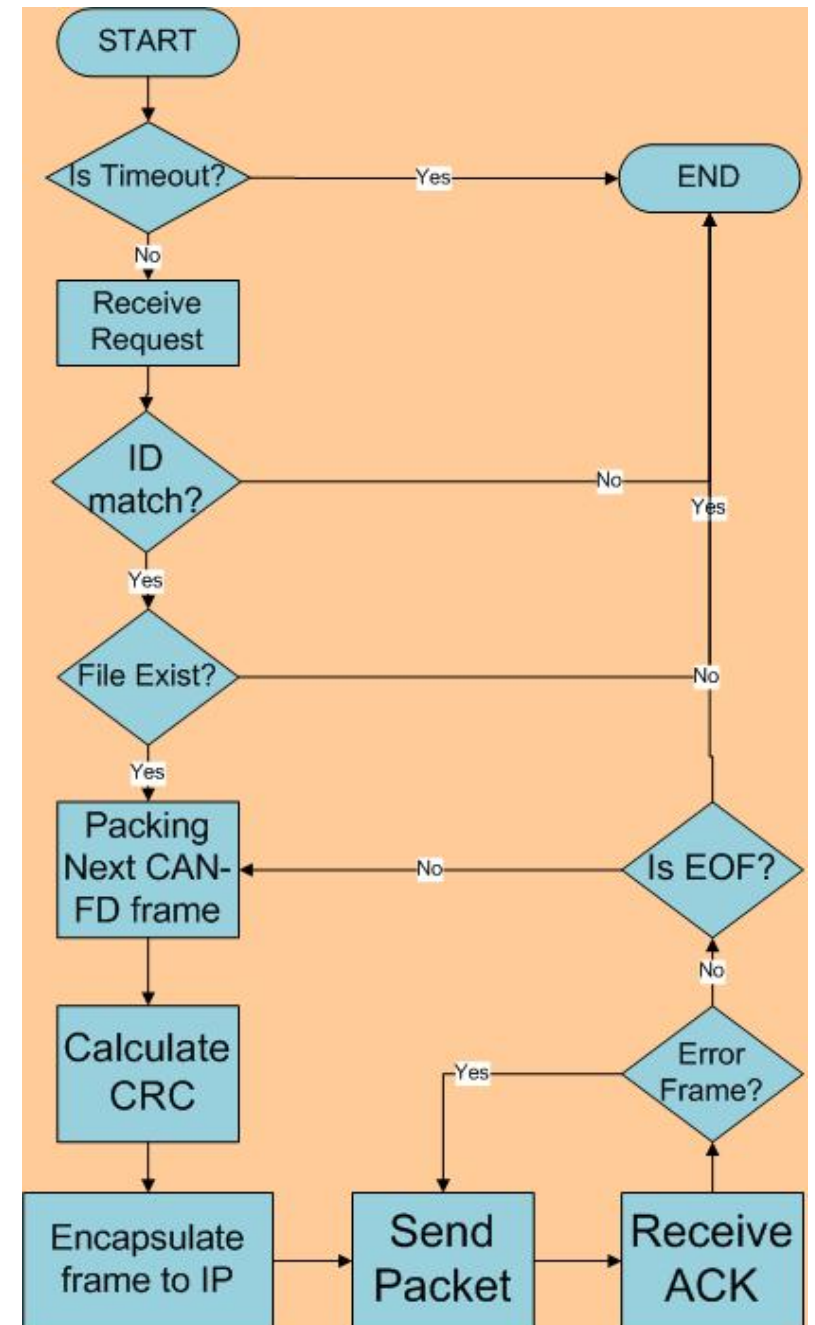 START
Is Timeout?
Yes
END
No
Receive
Request
ID
match?
No
Yes
Yes
File Exist?
No
Yes
Packing
Next CAN-
FD frame
No
Is EOF?
No
Calculate
CRC
Yes
Error
Frame?
Encapsulate
frame to IP
Send
Packet
Receive
ACK